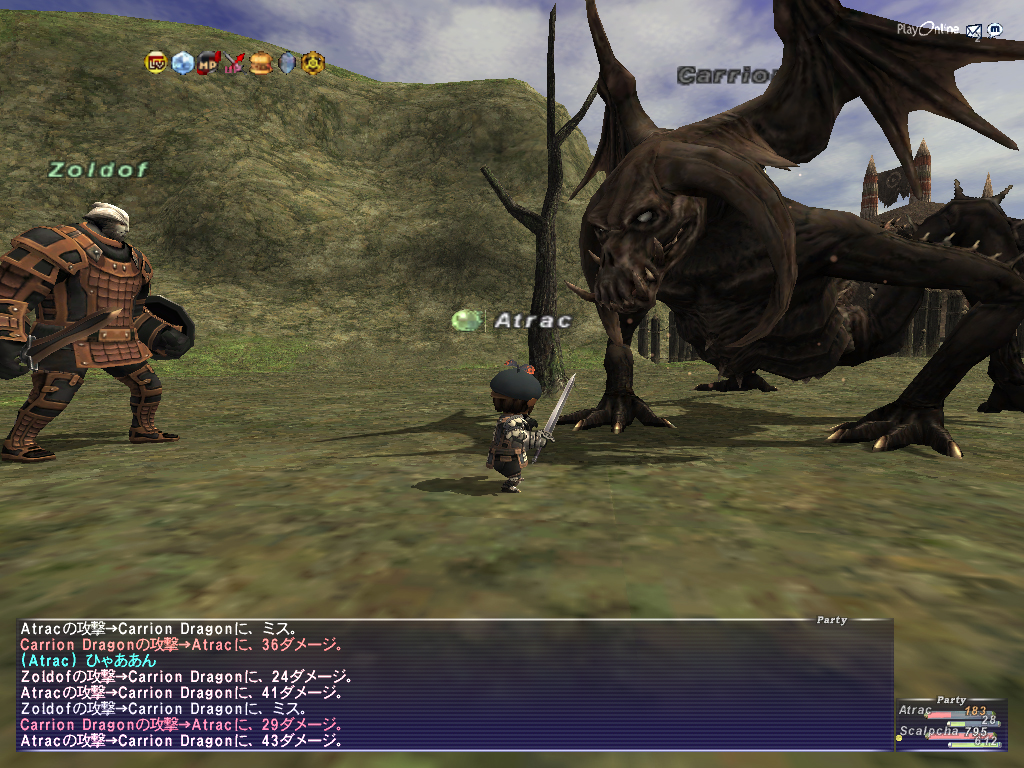 PlayOnline
2
Carrion
MP
Zoldof
Atrac
Party
Atracの攻撃→Carrion Dragonに、ミス。
Carrion Dragonの攻撃→Atracに、36ダメージ。
(Atrac) ひゃああん
Zoldofの攻撃→Carrion Dragonに、24ダメージ。
Atracの攻撃→Carrion Dragonに、41ダメージ。
Zoldofの攻撃→Carrion Dragonに、ミス。
Carrion Dragonの攻撃→Atracに、29ダメージ。
Atracの攻撃→Carrion Dragonに、43ダメージ。
Party
Atrac 183
28
Scalpcha 795
612